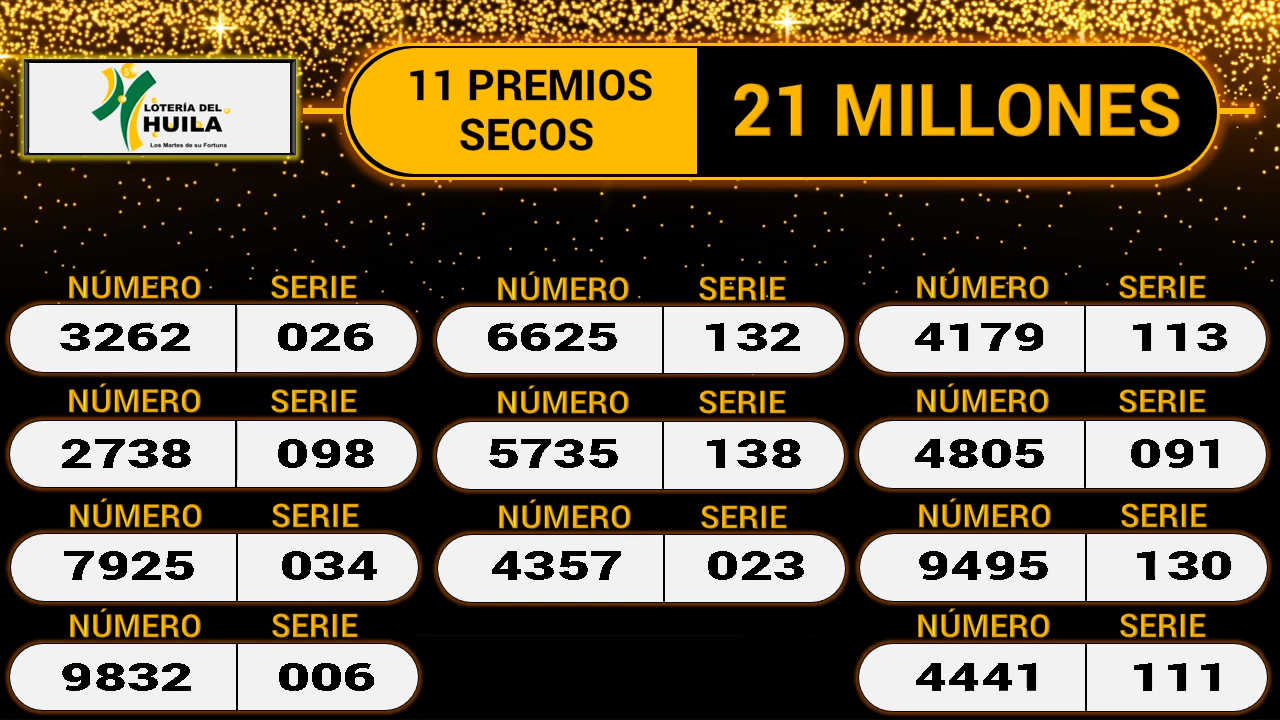 LOTERÍA DEL
HUILA
Los Martes de su Fortuna
11 PREMIOS
SECOS
21 MILLONES
NÚMERO SERIE NÚMERO SERIE NÚMERO SERIE
3262 026 6625 132 4179 113
NÚMERO SERIE NÚMERO SERIE NÚMERO SERIE
2738 098 5735 138 4805 091
NÚMERO SERIE NÚMERO SERIE NÚMERO SERIE
7925 034 4357 023 9495 130
NÚMERO SERIE NÚMERO SERIE
9832 006 4441 111